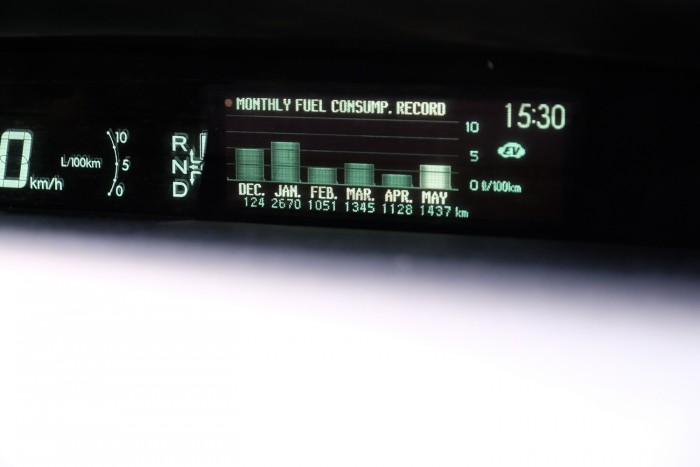 0
km/h
L/100km
10
5
0
R
N
D
MONTHLY FUEL CONSUMP. RECORD
15:30
10
5
EV
0 ℓ/100km
DEC. JAN. FEB. MAR. APR. MAY
124 2670 1051 1345 1128 1437 km